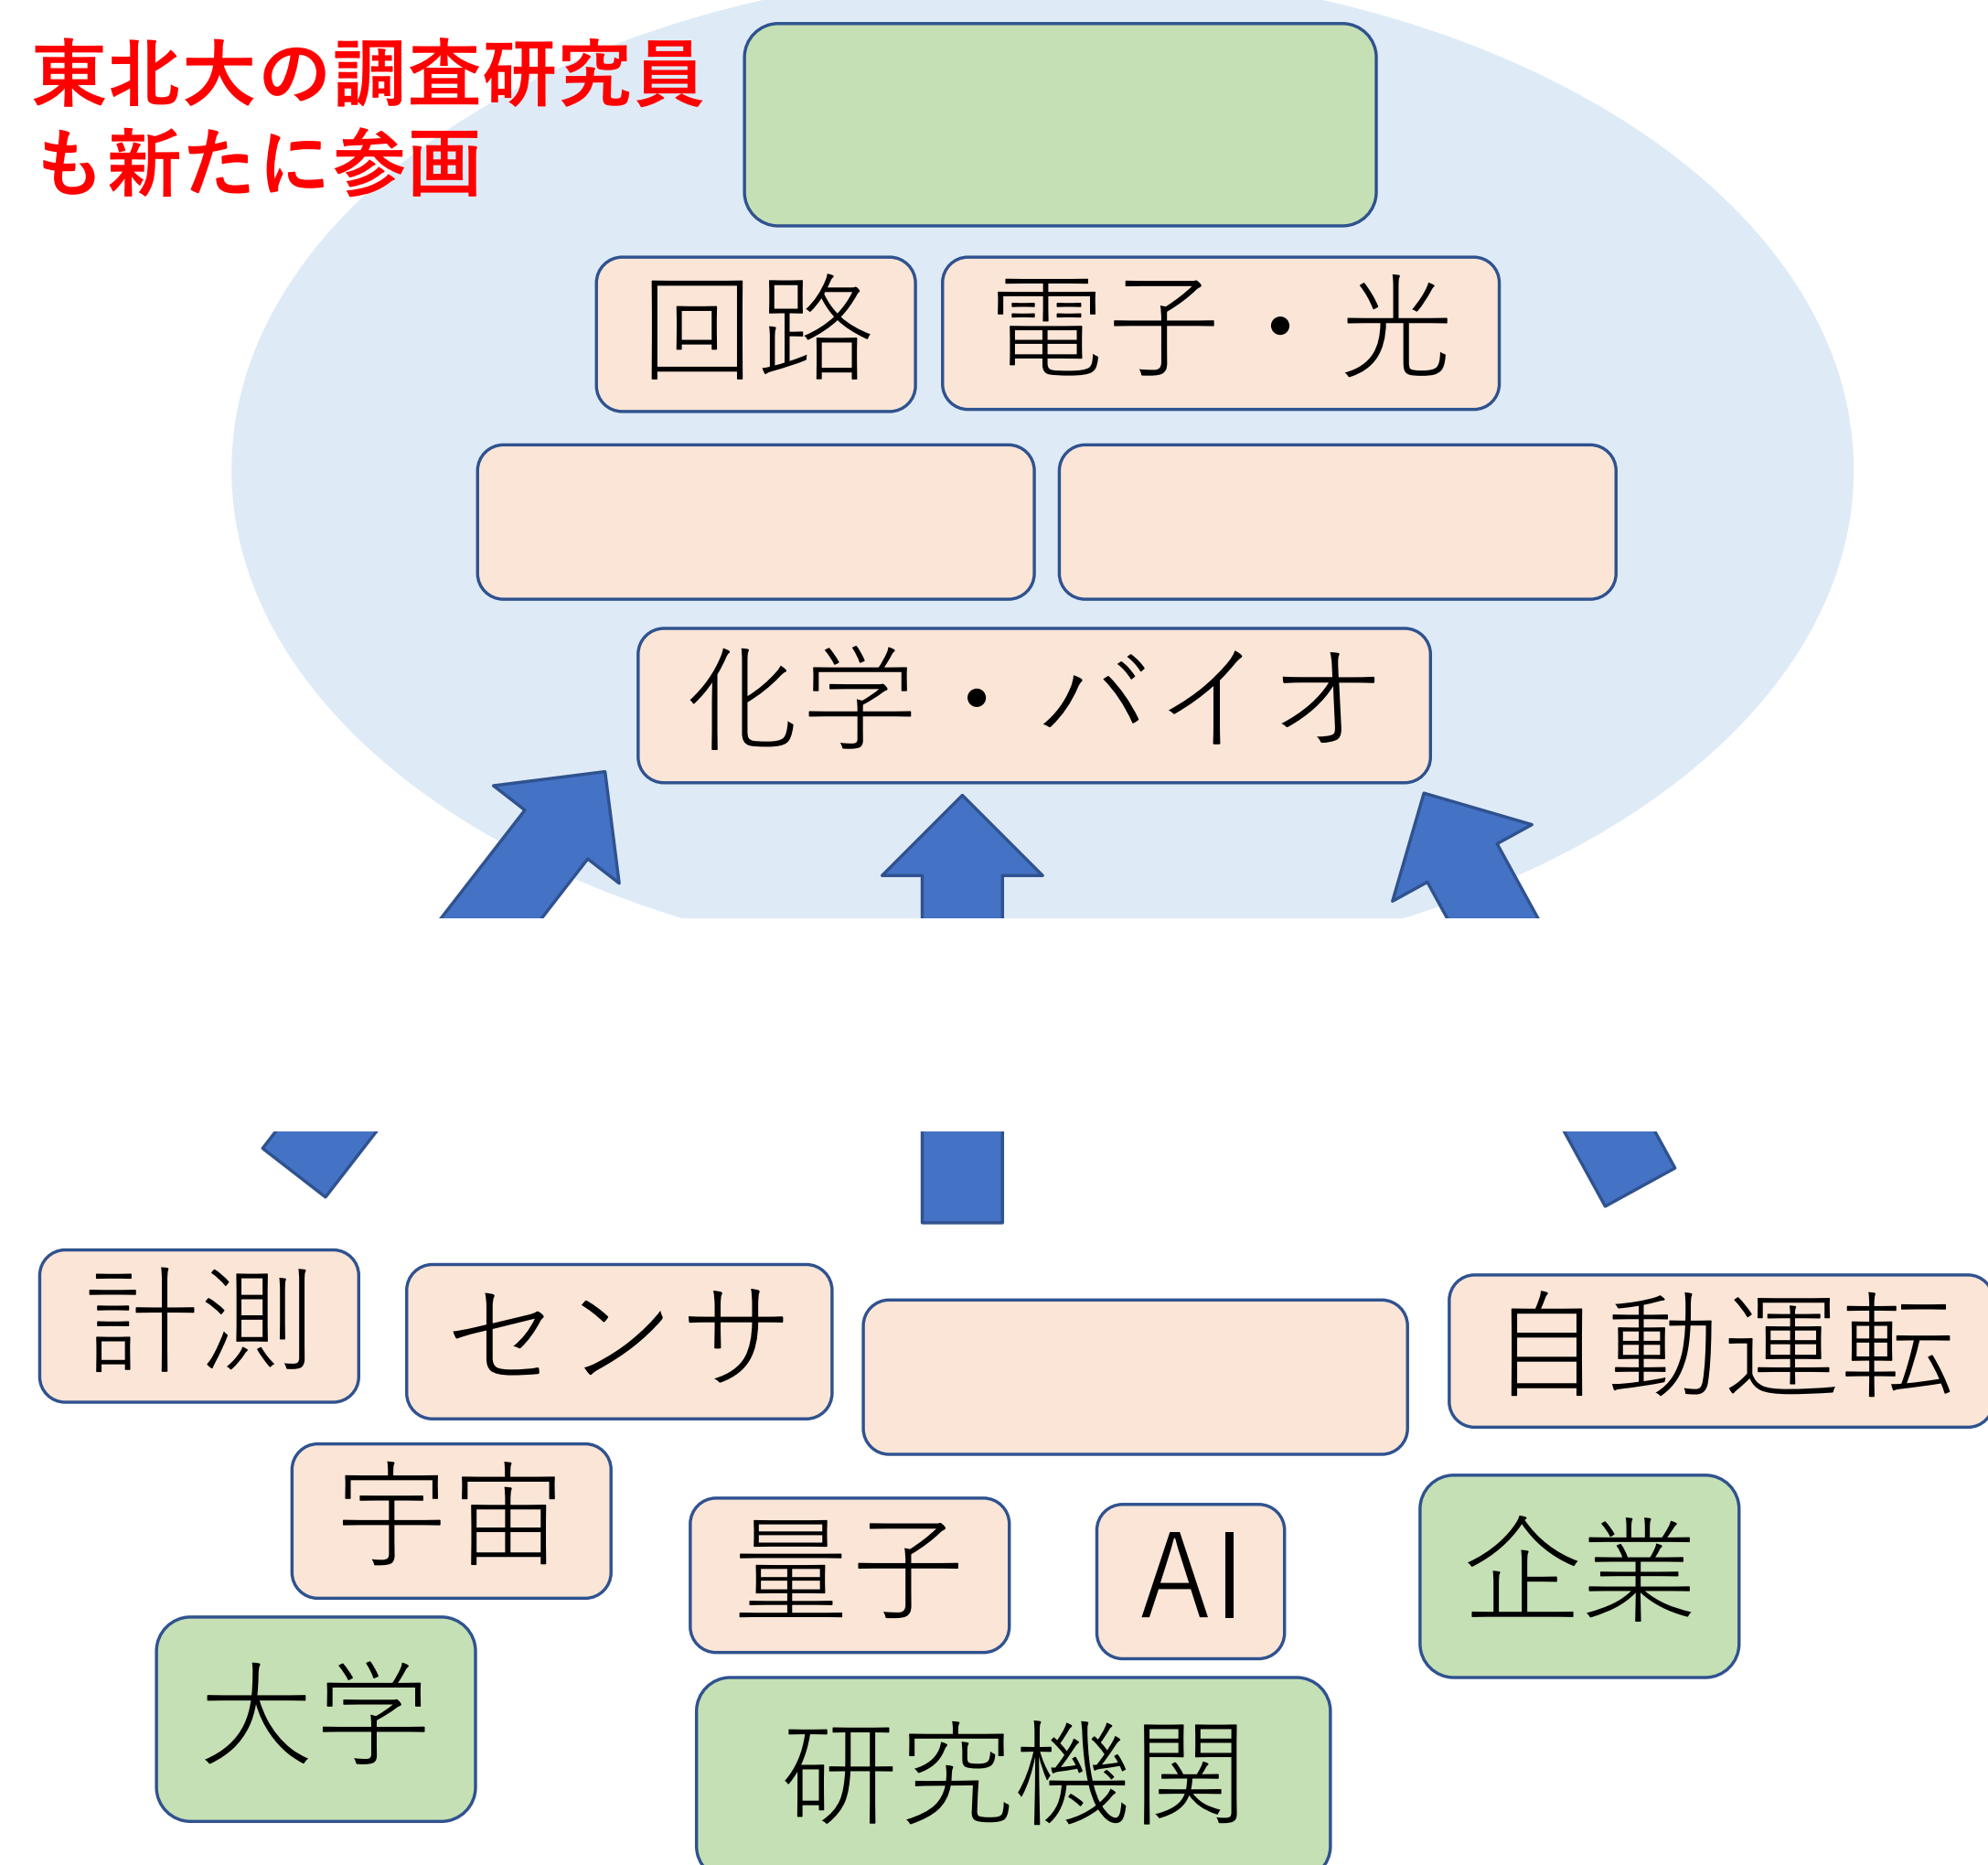 東北大の調査研究員
も新たに参画
回路
電子・光
化学・バイオ
計測
センサ
自動運転
宇宙
量子
AI
企業
大学
研究機関